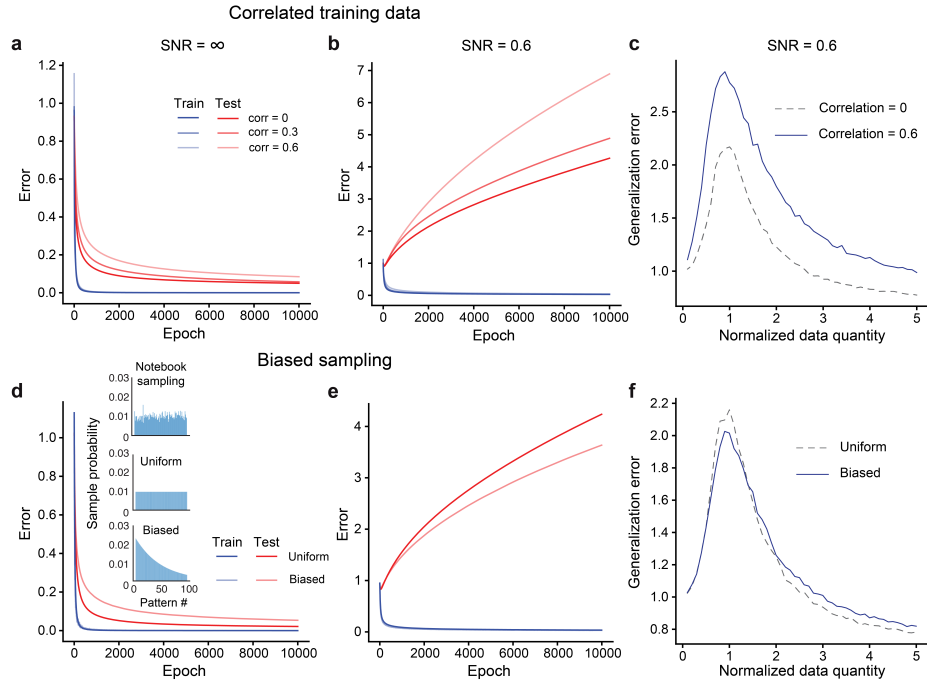 Correlated training data
a
SNR = ∞
b
SNR = 0.6
c
SNR = 0.6
Error
1.2
1.0
0.8
0.6
0.4
0.2
0.0
Train Test
corr = 0
corr = 0.3
corr = 0.6
0 2000 4000 6000 8000 10000
Epoch
Error
7
6
5
4
3
2
1
0
0 2000 4000 6000 8000 10000
Epoch
Generalization error
2.5
2.0
1.5
1.0
Correlation = 0
Correlation = 0.6
0 1 2 3 4 5
Normalized data quantity
Biased sampling
d
Error
1.0
0.8
0.6
0.4
0.2
0.0
Sample probability
Notebook
sampling
0.03
0.02
0.01
0
Uniform
0.03
0.02
0.01
0
Biased
0.03
0.02
0.01
0
0 50 100
Pattern #
Train Test
Uniform
Biased
0 2000 4000 6000 8000 10000
Epoch
e
Error
4
3
2
1
0
0 2000 4000 6000 8000 10000
Epoch
f
Generalization error
2.2
2.0
1.8
1.6
1.4
1.2
1.0
0.8
Uniform
Biased
0 1 2 3 4 5
Normalized data quantity